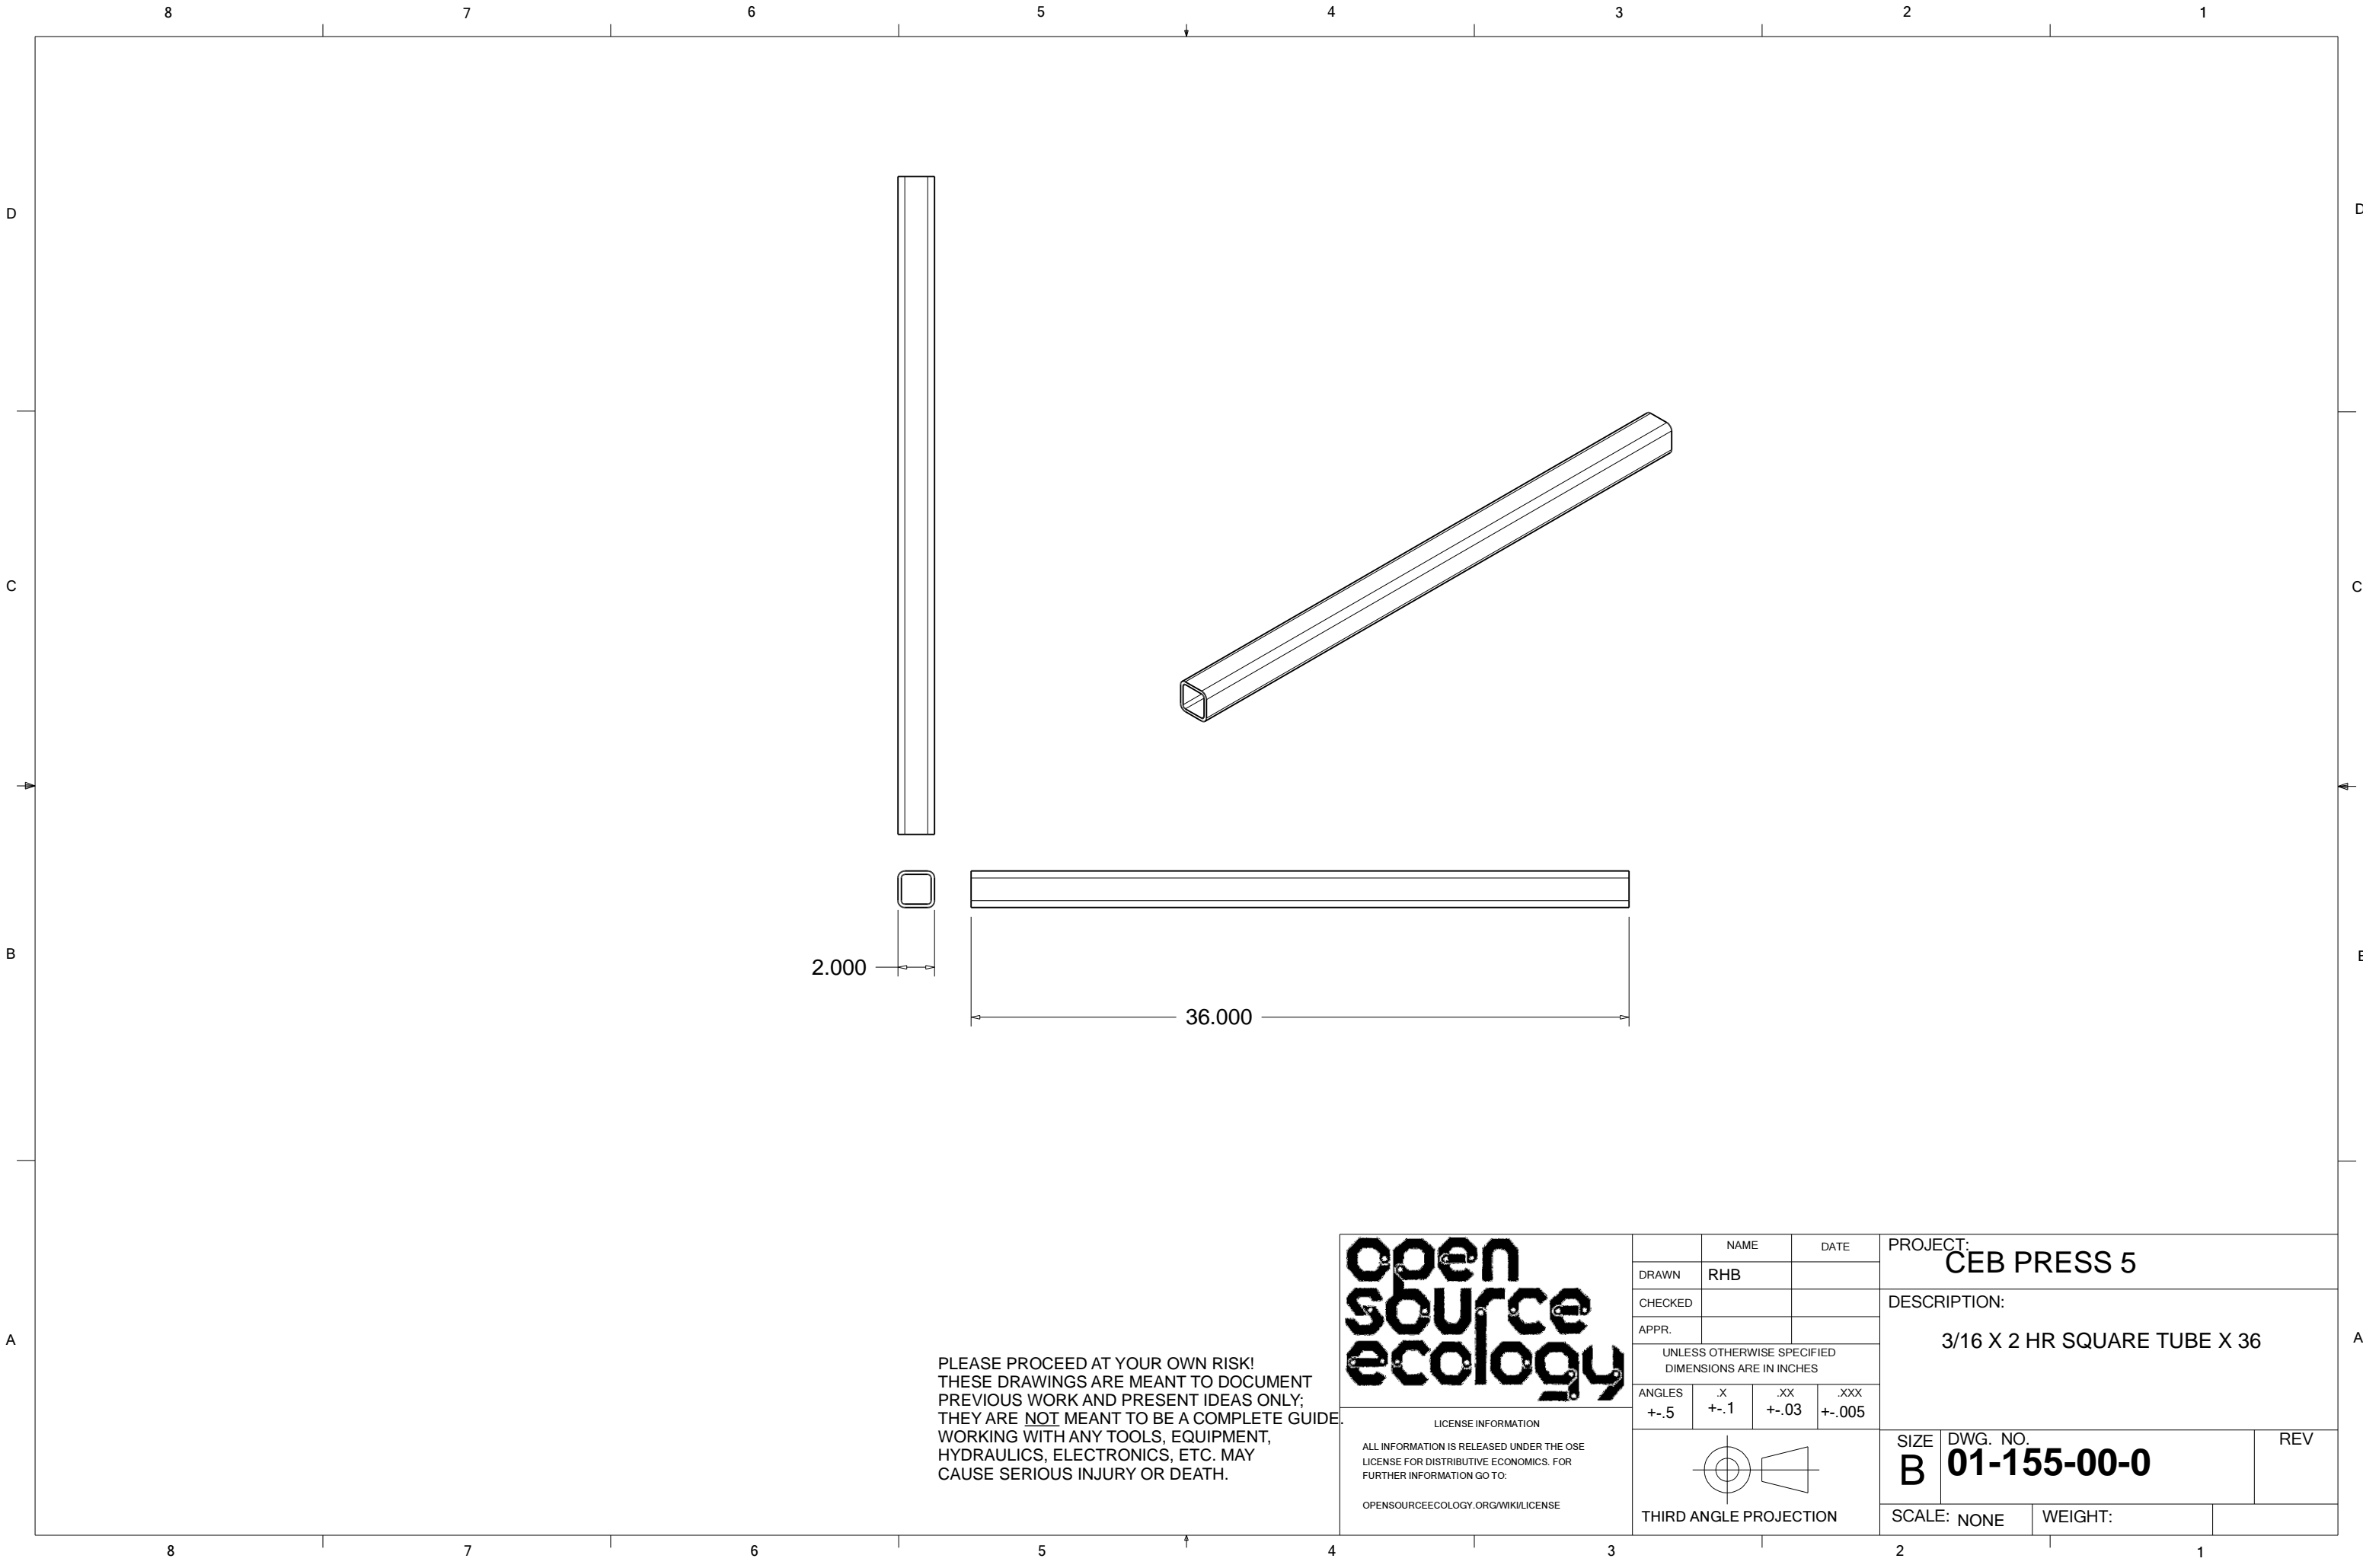 8 7 6 5 4 3 2 1
D D
C C
B B
A A
2.000
36.000
PLEASE PROCEED AT YOUR OWN RISK!
THESE DRAWINGS ARE MEANT TO DOCUMENT
PREVIOUS WORK AND PRESENT IDEAS ONLY;
THEY ARE NOT MEANT TO BE A COMPLETE GUIDE.
WORKING WITH ANY TOOLS, EQUIPMENT,
HYDRAULICS, ELECTRONICS, ETC. MAY
CAUSE SERIOUS INJURY OR DEATH.
open
source
ecology
LICENSE INFORMATION
ALL INFORMATION IS RELEASED UNDER THE OSE
LICENSE FOR DISTRIBUTIVE ECONOMICS. FOR
FURTHER INFORMATION GO TO:
OPENSOURCEECOLOGY.ORG/WIKI/LICENSE
NAME DATE
DRAWN RHB
CHECKED
APPR.
UNLESS OTHERWISE SPECIFIED
DIMENSIONS ARE IN INCHES
ANGLES .X .XX .XXX
+-.5 +-.1 +-.03 +-.005
THIRD ANGLE PROJECTION
PROJECT:
CEB PRESS 5
DESCRIPTION:
3/16 X 2 HR SQUARE TUBE X 36
SIZE DWG. NO. REV
B 01-155-00-0
SCALE: NONE WEIGHT:
8 7 6 5 4 3 2 1